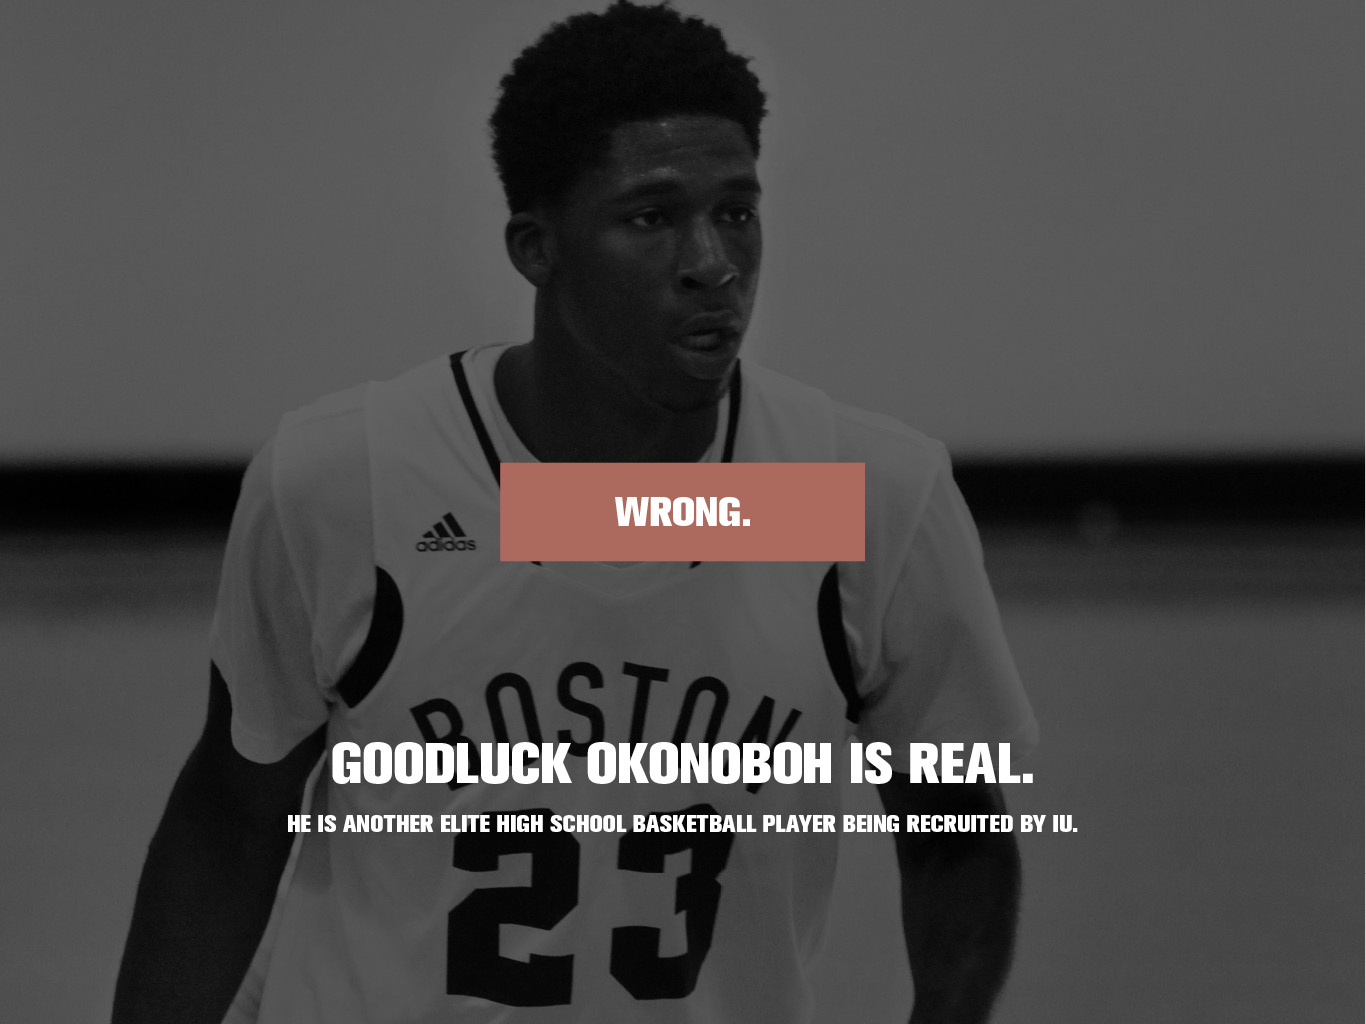 adidas
WRONG.
BOSTON
GOODLUCK OKONOBOH IS REAL.
HE IS ANOTHER ELITE HIGH SCHOOL BASKETBALL PLAYER BEING RECRUITED BY IU.
23